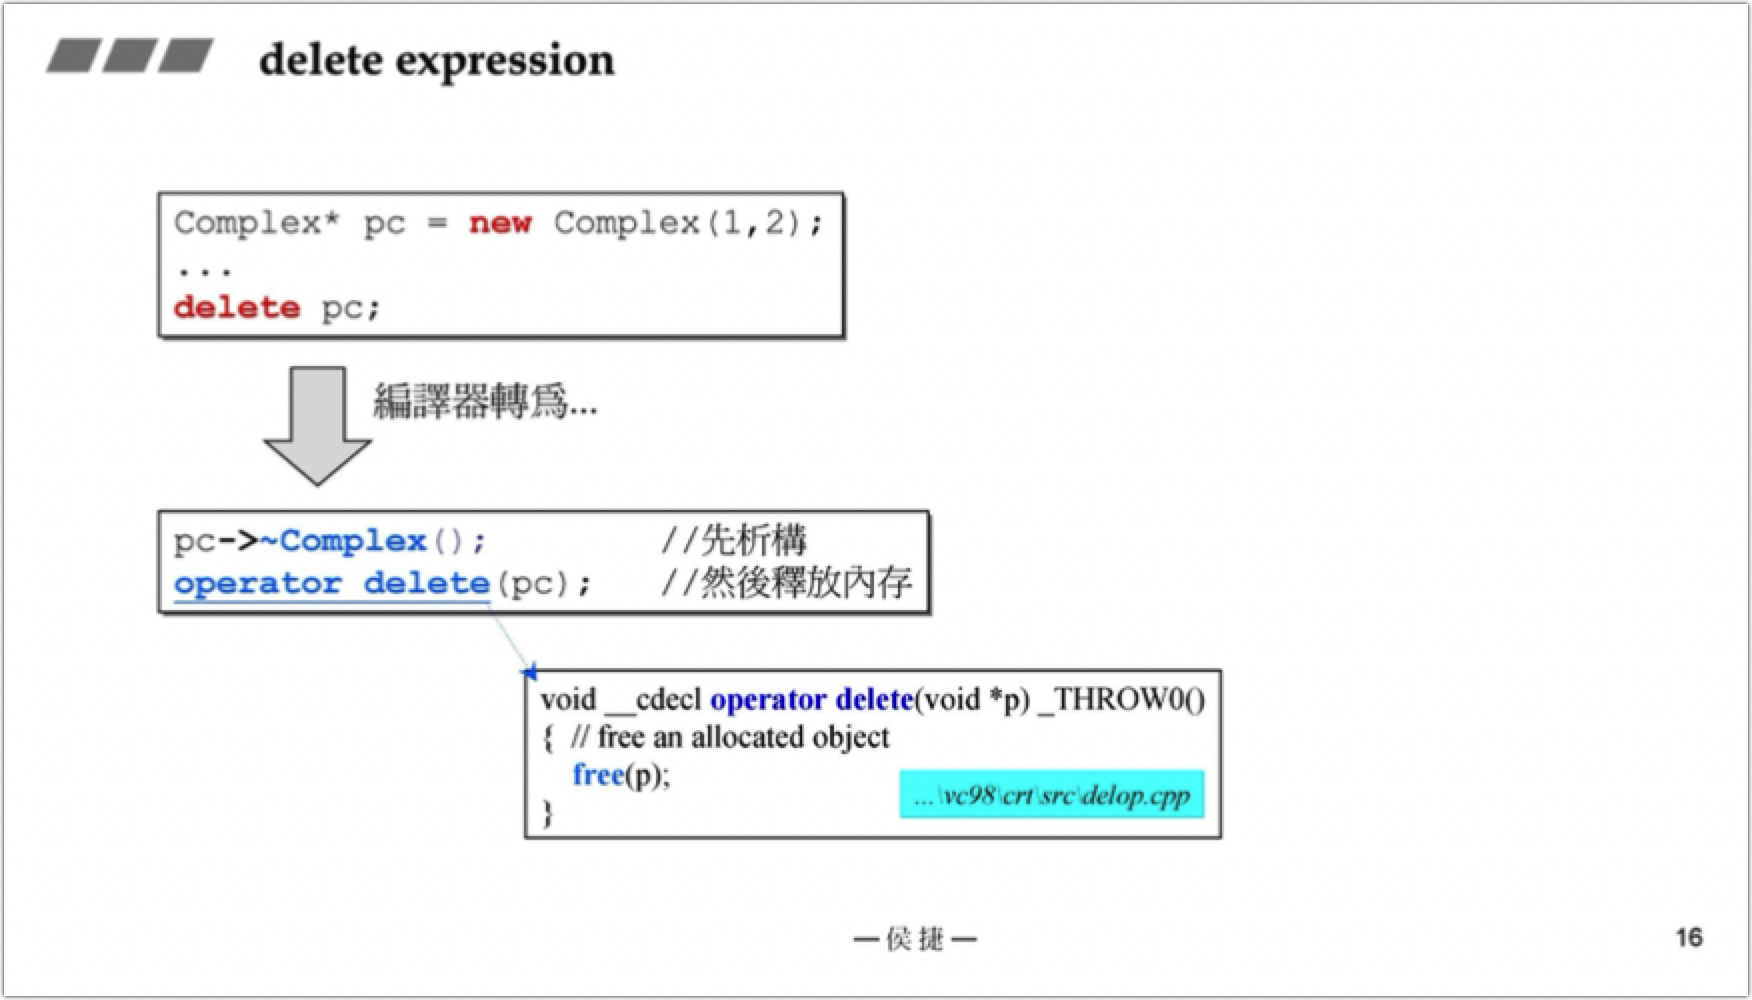 delete expression
Complex* pc = new Complex(1,2);
...
delete pc;
編譯器轉為...
pc->~Complex(); //先析構
operator delete(pc); //然後釋放內存
void __cdecl operator delete(void *p) _THROW0()
{ // free an allocated object
free(p);
}
...\vc98\crt\src\delop.cpp
— 侯捷 —
16